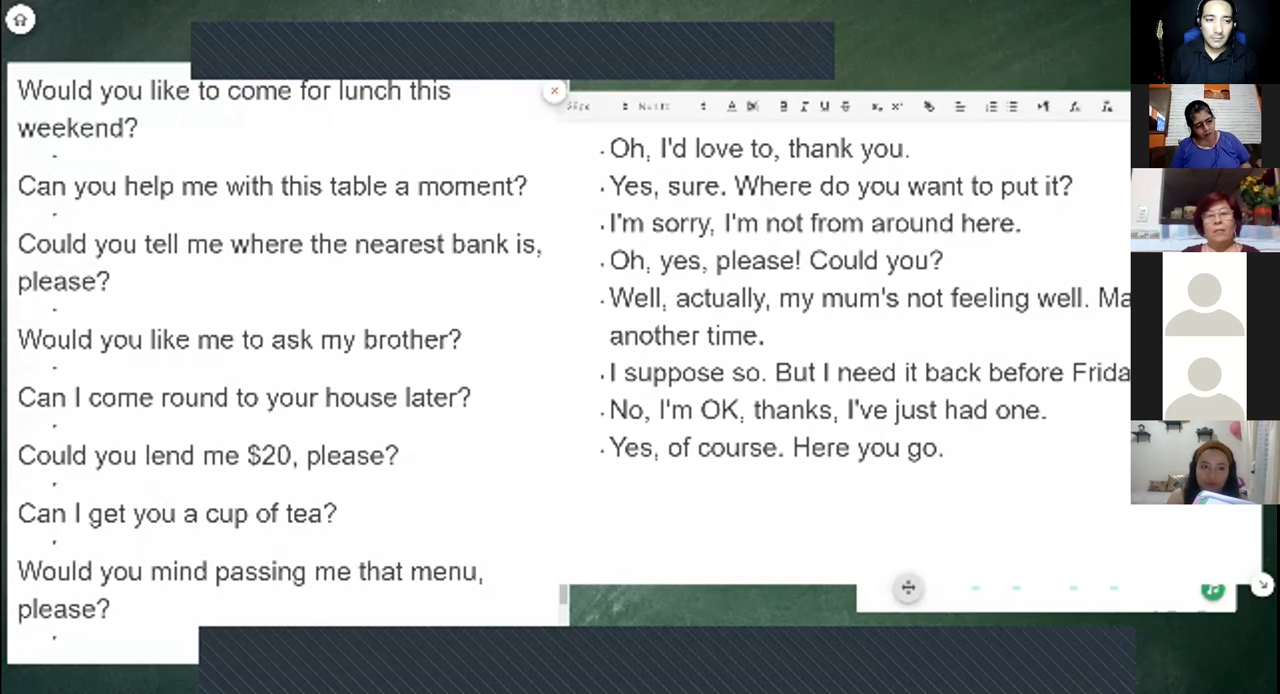 Would you like to come for lunch this
weekend?
Can you help me with this table a moment?
Could you tell me where the nearest bank is,
please?
Would you like me to ask my brother?
Can I come round to your house later?
Could you lend me $20, please?
Can I get you a cup of tea?
Would you mind passing me that menu,
please?
Oh, I'd love to, thank you.
Yes, sure. Where do you want to put it?
I'm sorry, I'm not from around here.
Oh, yes, please! Could you?
Well, actually, my mum's not feeling well.
another time.
I suppose so. But I need it back before
No, I'm OK, thanks, I've just had one.
Yes, of course. Here you go.